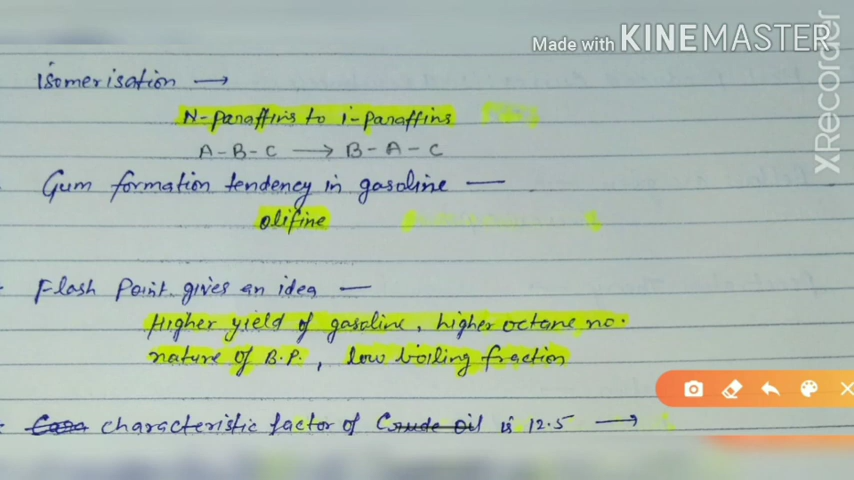 Made with KINEMASTER
XRecorder
isomerisation →
N-paraffins to i-paraffins
A-B-C → B-A-C
Gum formation tendency in gasoline —
olifine
Flash Point gives an idea —
Higher yield of gasoline, higher octane no.
nature of B.P., low boiling fraction
characteristic factor of Crude oil is 12.5 →